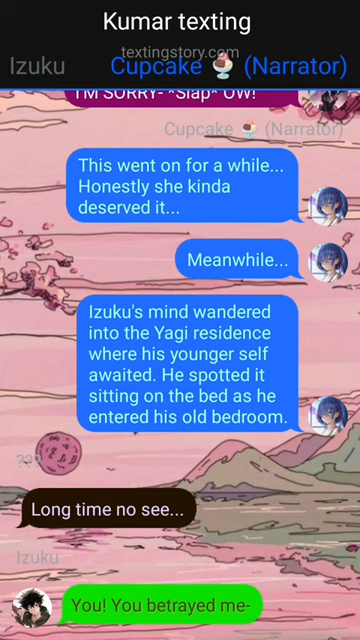 Kumar texting
textingstory.com
Izuku
Cupcake 🍨 (Narrator)
I'M SORRY- *Slap* OW!
Cupcake 🍨 (Narrator)
This went on for a while...
Honestly she kinda
deserved it...
Meanwhile...
Izuku's mind wandered
into the Yagi residence
where his younger self
awaited. He spotted it
sitting on the bed as he
entered his old bedroom.
???
Long time no see...
Izuku
You! You betrayed me-